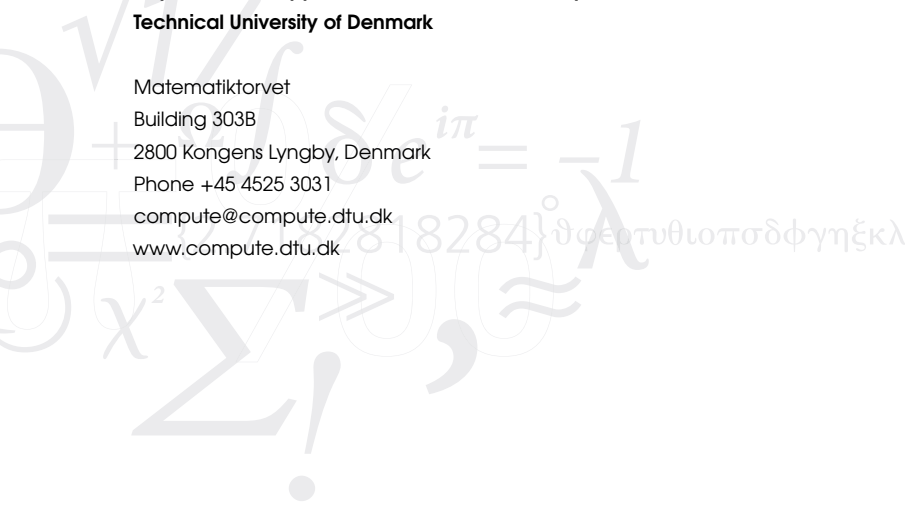 Technical University of Denmark
Matematiktorvet
Building 303B
2800 Kongens Lyngby, Denmark
Phone +45 4525 3031
compute@compute.dtu.dk
www.compute.dtu.dk